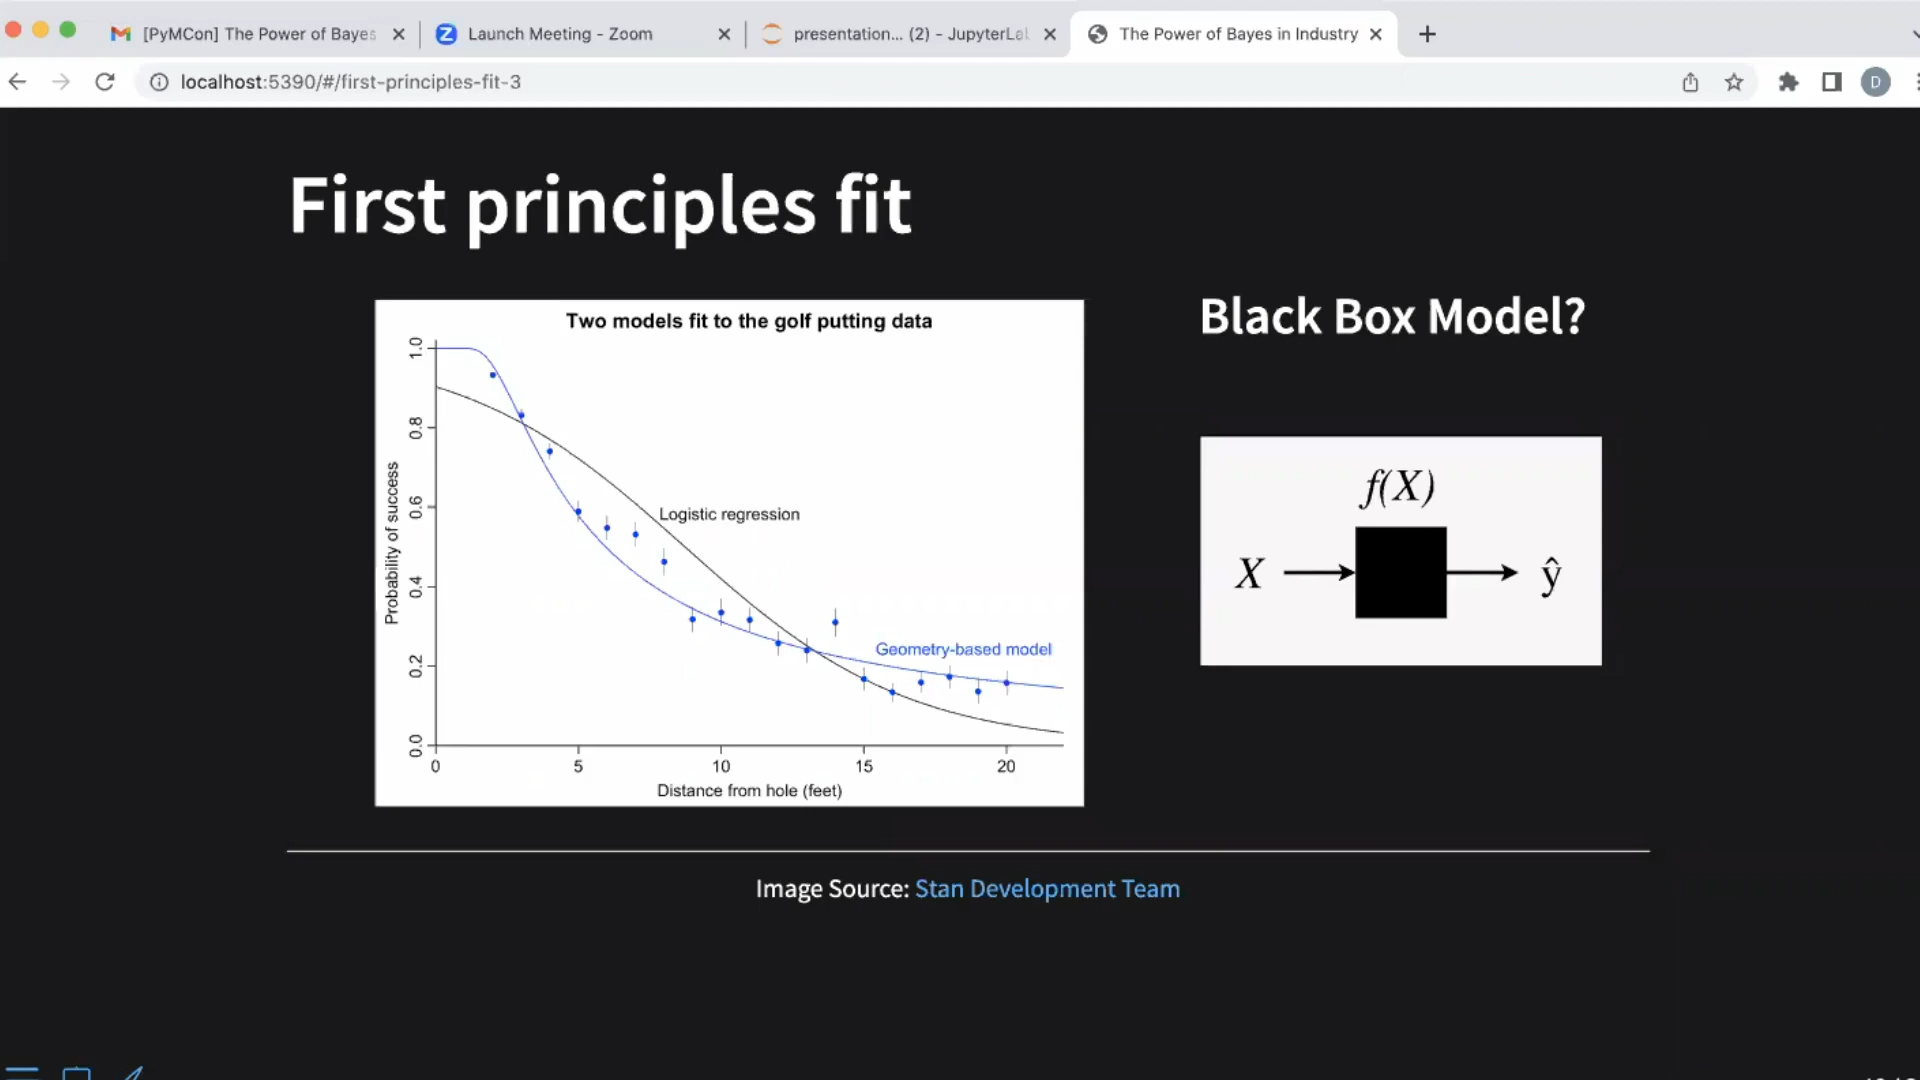 [PyMCon] The Power of Bayes
Launch Meeting - Zoom
presentation... (2) - JupyterLa
The Power of Bayes in Industry
localhost:5390/#/first-principles-fit-3
D
First principles fit
Two models fit to the golf putting data
Probability of success
1.0
0.8
0.6
0.4
0.2
0.0
Logistic regression
Geometry-based model
0 5 10 15 20
Distance from hole (feet)
Black Box Model?
f(X)
X ŷ
Image Source: Stan Development Team